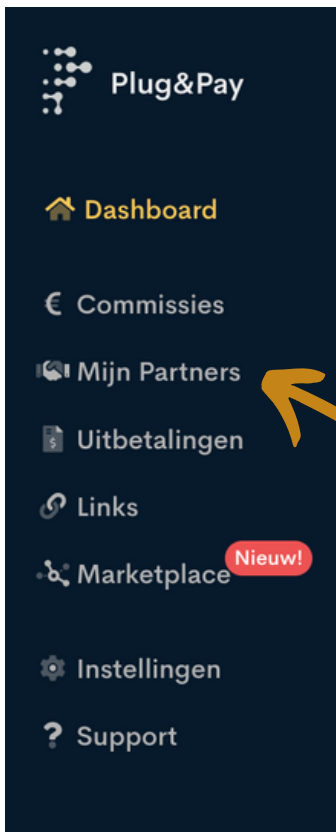 Plug&Pay
Dashboard
€ Commissies
Mijn Partners
$ Uitbetalingen
Links
Nieuw!
Marketplace
Instellingen
? Support